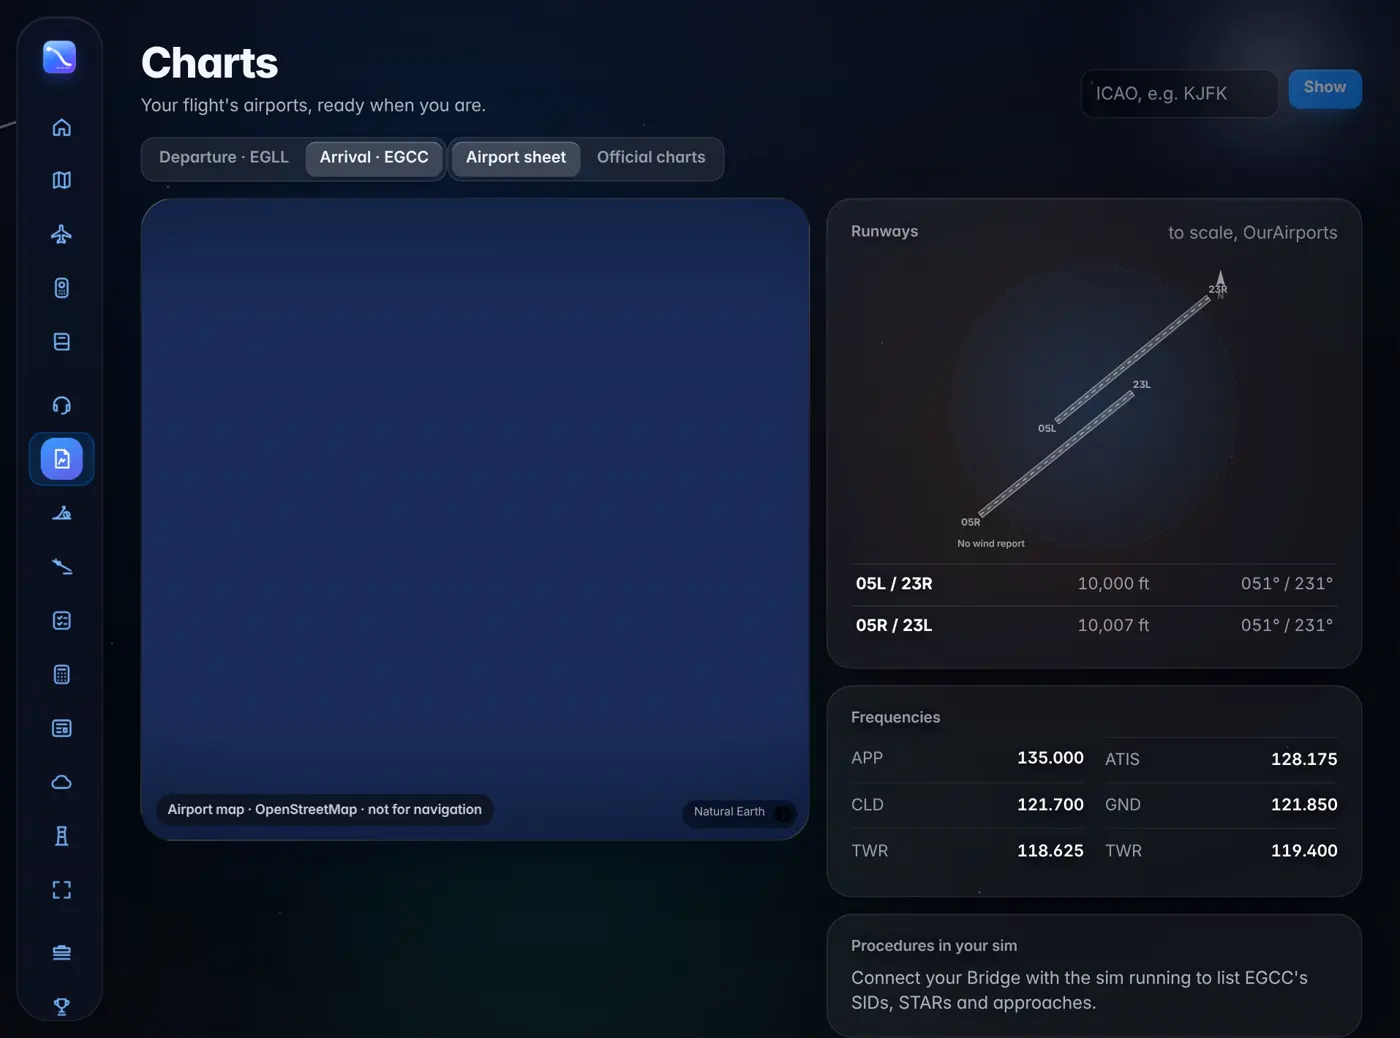 Charts
Your flight's airports, ready when you are.
ICAO, e.g. KJFK
Show
Departure · EGLL
Arrival · EGCC
Airport sheet
Official charts
Airport map · OpenStreetMap · not for navigation
Natural Earth
Runways
to scale, OurAirports
23R
N
23L
05L
05R
No wind report
05L / 23R 10,000 ft 051° / 231°
05R / 23L 10,007 ft 051° / 231°
Frequencies
APP 135.000 ATIS 128.175
CLD 121.700 GND 121.850
TWR 118.625 TWR 119.400
Procedures in your sim
Connect your Bridge with the sim running to list EGCC's
SIDs, STARs and approaches.